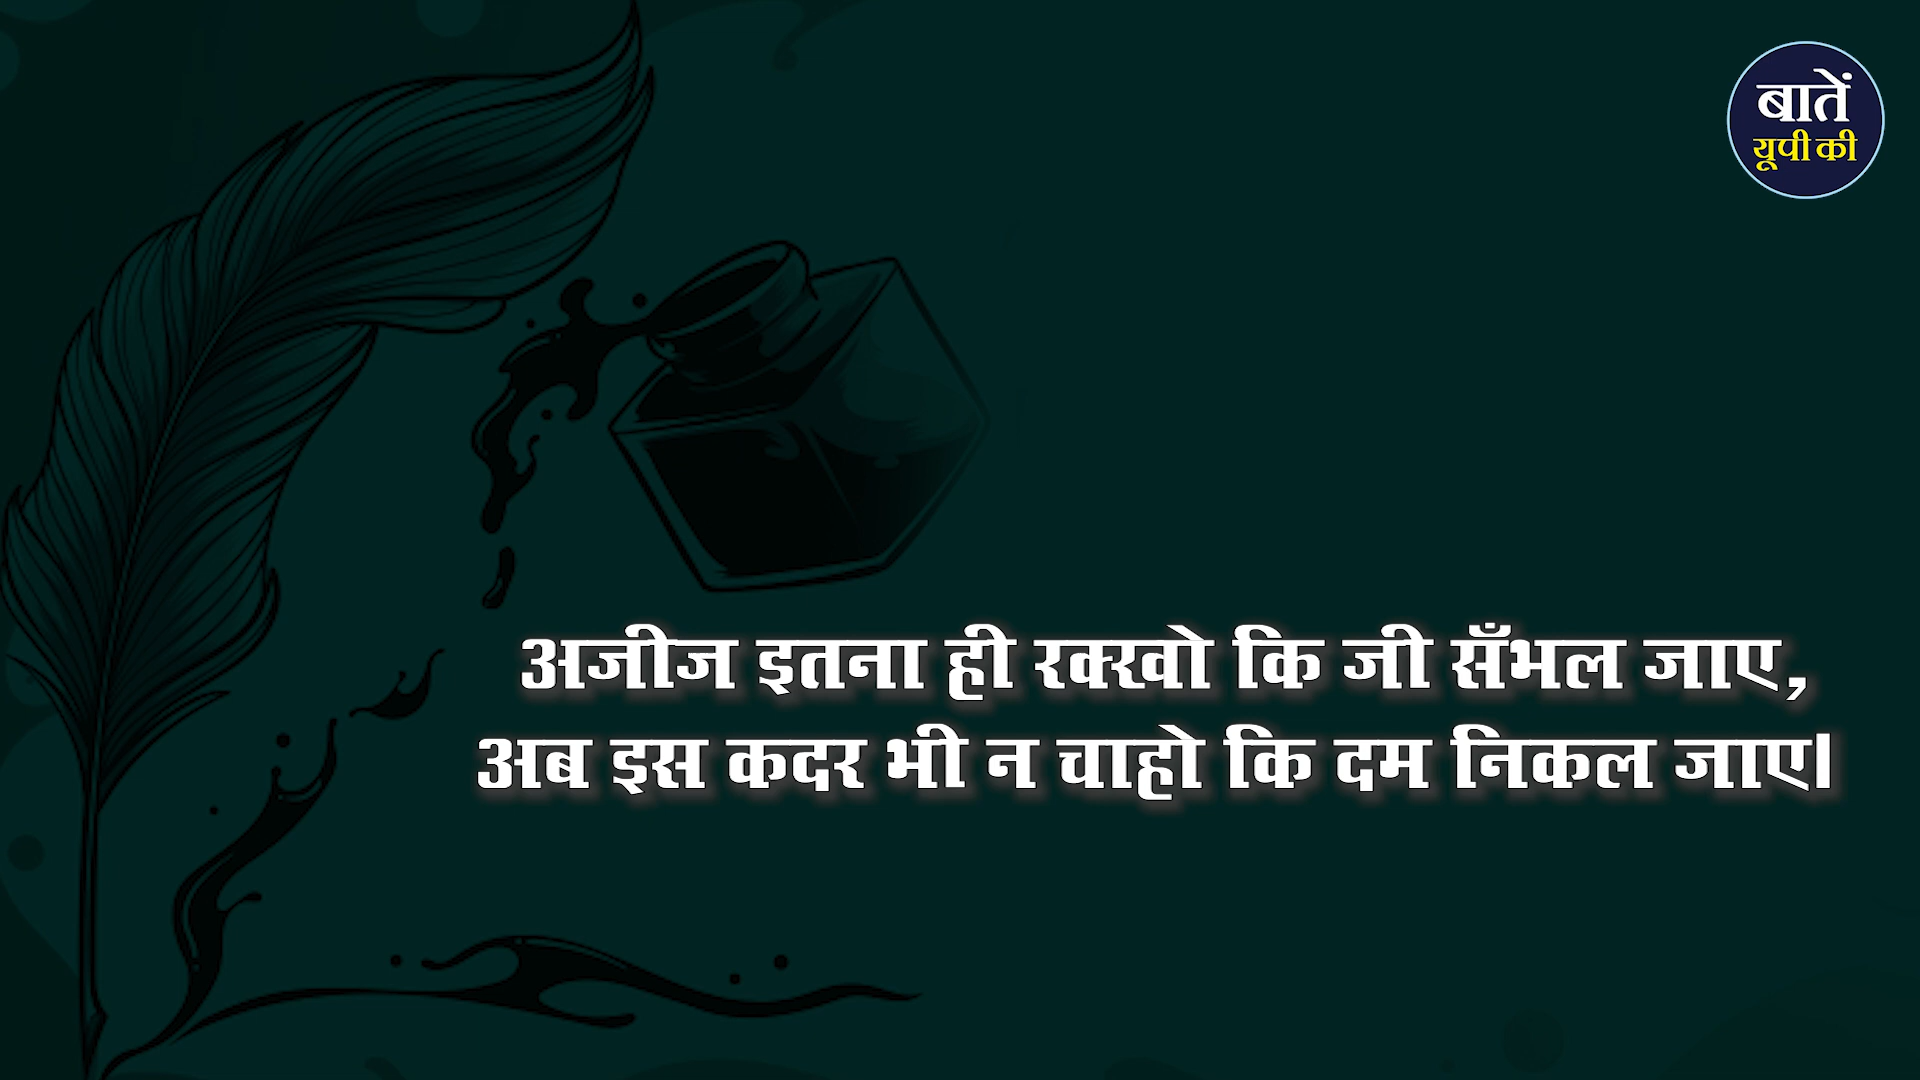 बातें
यूपी की
अजीज इतना ही रक्खो कि जी सँभल जाए,
अब इस कदर भी न चाहो कि दम निकल जाए।